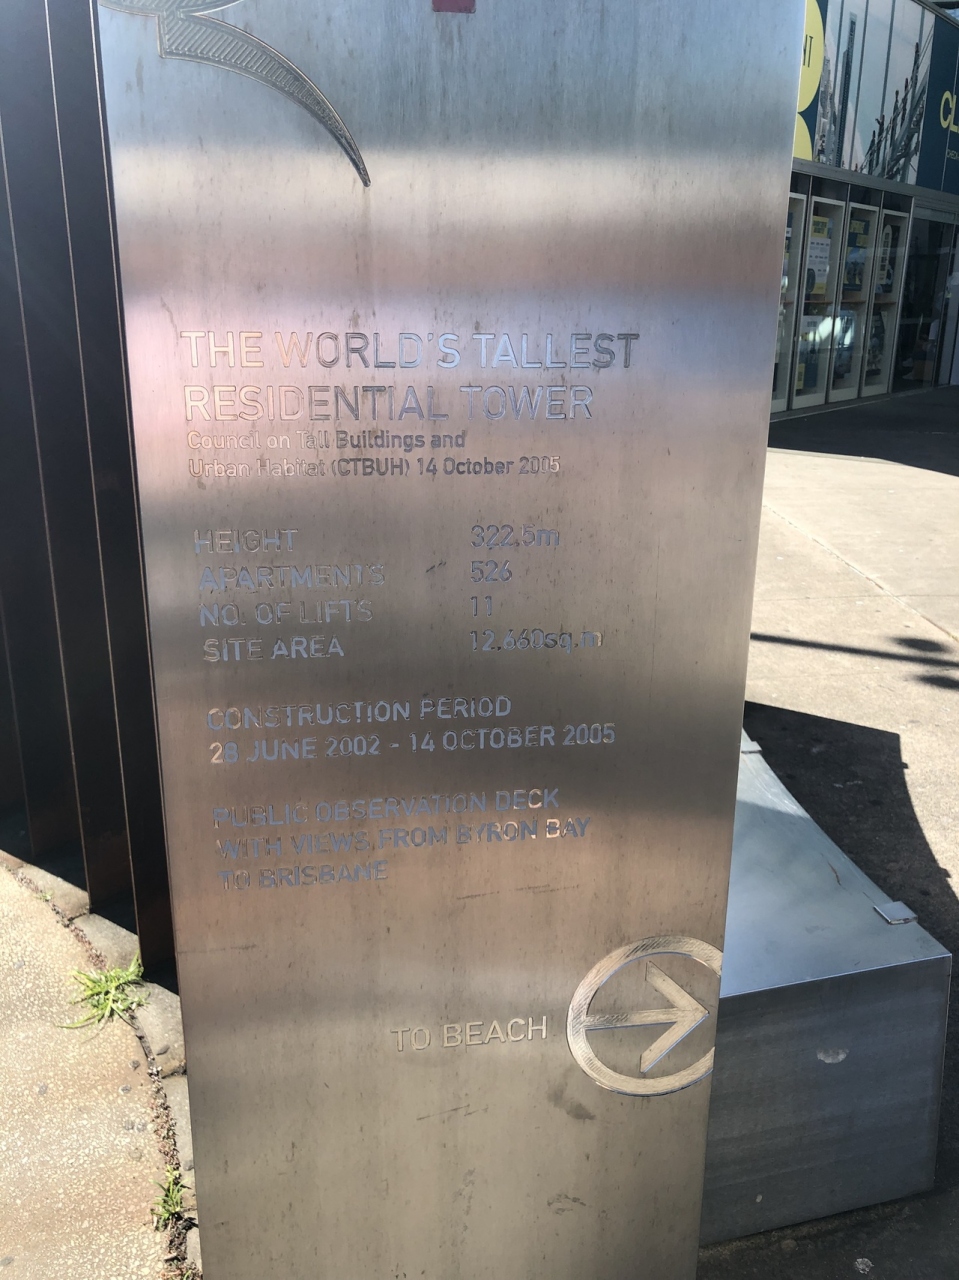 THE WORLD'S TALLEST
RESIDENTIAL TOWER
Council on Tall Buildings and
Urban Habitat (CTBUH) 14 October 2005
HEIGHT 322.5m
APARTMENTS 526
NO. OF LIFTS 11
SITE AREA 12,660sq.m
CONSTRUCTION PERIOD
28 JUNE 2002 - 14 OCTOBER 2005
PUBLIC OBSERVATION DECK
WITH VIEWS FROM BYRON BAY
TO BRISBANE
TO BEACH